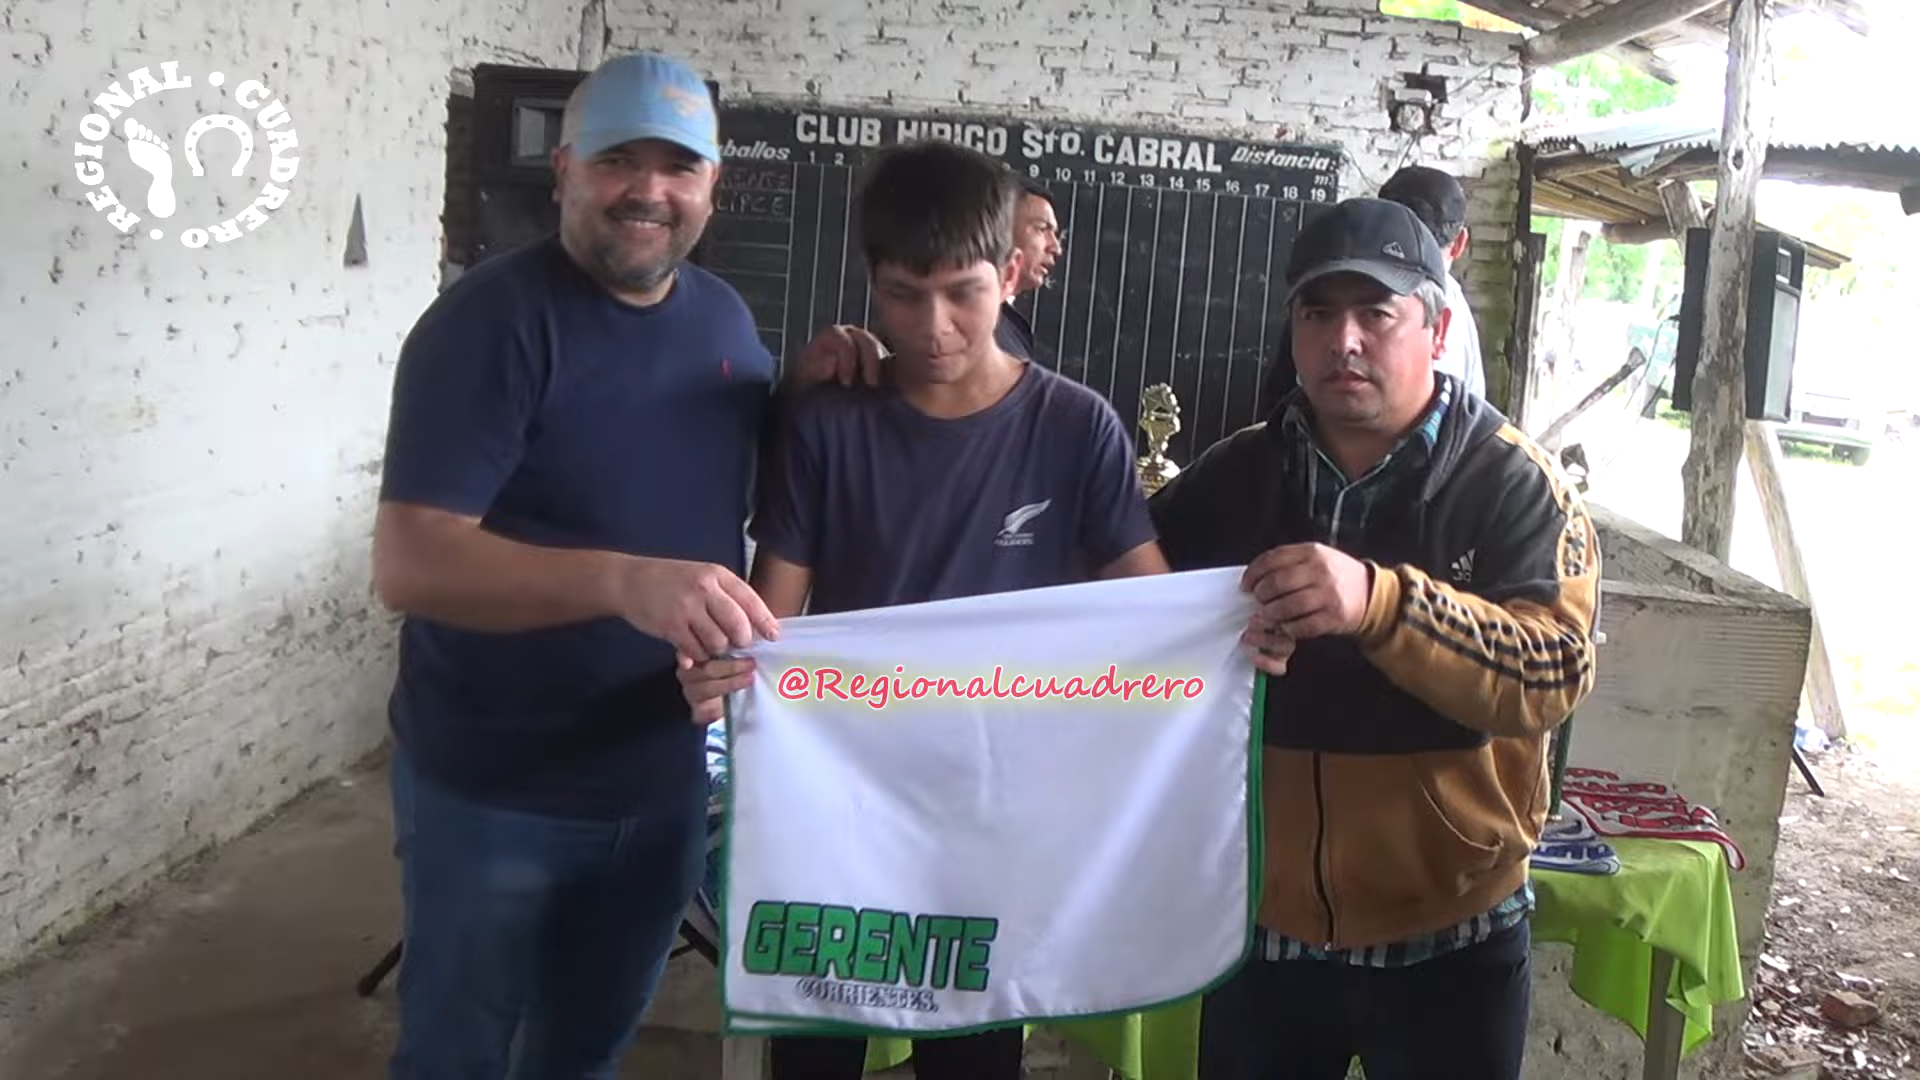 REGIONAL • CUADRERO •
CLUB HIPICO Sto. CABRAL
Distancia:
1 2 9 10 11 12 13 14 15 16 17 18 19
@Regionalcuadrero
GERENTE
CORRIENTES.